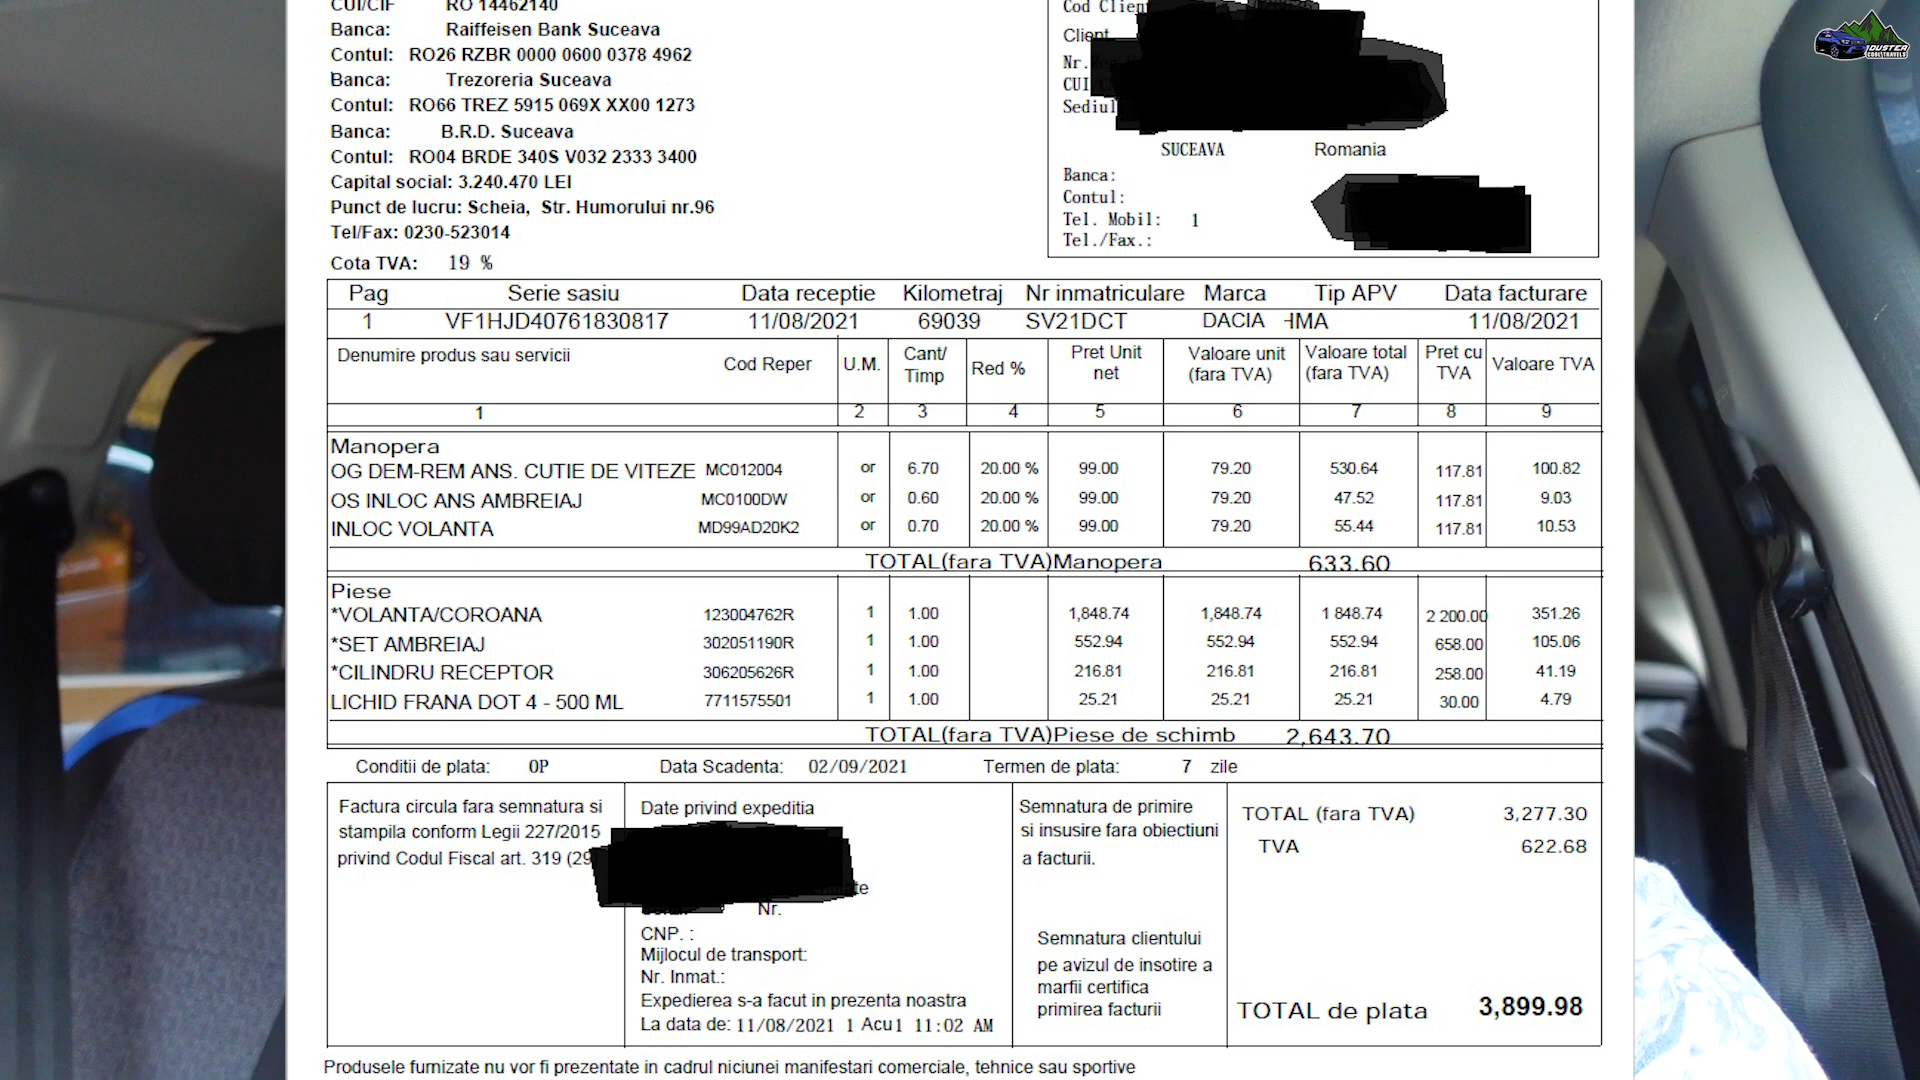 CUI/CIF RO 14462140
Banca: Raiffeisen Bank Suceava
Contul: RO26 RZBR 0000 0600 0378 4962
Banca: Trezoreria Suceava
Contul: RO66 TREZ 5915 069X XX00 1273
Banca: B.R.D. Suceava
Contul: RO04 BRDE 340S V032 2333 3400
Capital social: 3.240.470 LEI
Punct de lucru: Scheia, Str. Humorului nr.96
Tel/Fax: 0230-523014
Cota TVA: 19 %
Cod Client
Client
Nr.
CUI
Sediul
SUCEAVA Romania
Banca:
Contul:
Tel. Mobil: 1
Tel./Fax.:
DUSTER
COOL TRAVELS
Pag Serie sasiu Data receptie Kilometraj Nr inmatriculare Marca Tip APV Data facturare
1 VF1HJD40761830817 11/08/2021 69039 SV21DCT DACIA HMA 11/08/2021
Denumire produs sau servicii Cod Reper U.M. Cant/ Timp Red % Pret Unit net Valoare unit (fara TVA) Valoare total (fara TVA) Pret cu TVA Valoare TVA
1 2 3 4 5 6 7 8 9
Manopera
OG DEM-REM ANS. CUTIE DE VITEZE MC012004 or 6.70 20.00 % 99.00 79.20 530.64 117.81 100.82
OS INLOC ANS AMBREIAJ MC0100DW or 0.60 20.00 % 99.00 79.20 47.52 117.81 9.03
INLOC VOLANTA MD99AD20K2 or 0.70 20.00 % 99.00 79.20 55.44 117.81 10.53
TOTAL(fara TVA)Manopera 633.60
Piese
*VOLANTA/COROANA 123004762R 1 1.00 1,848.74 1,848.74 1 848.74 2 200.00 351.26
*SET AMBREIAJ 302051190R 1 1.00 552.94 552.94 552.94 658.00 105.06
*CILINDRU RECEPTOR 306205626R 1 1.00 216.81 216.81 216.81 258.00 41.19
LICHID FRANA DOT 4 - 500 ML 7711575501 1 1.00 25.21 25.21 25.21 30.00 4.79
TOTAL(fara TVA)Piese de schimb 2,643.70
Conditii de plata: OP Data Scadenta: 02/09/2021 Termen de plata: 7 zile
Factura circula fara semnatura si
stampila conform Legii 227/2015
privind Codul Fiscal art. 319 (29
Date privind expeditia
Nr.
CNP. :
Mijlocul de transport:
Nr. Inmat.:
Expedierea s-a facut in prezenta noastra
La data de: 11/08/2021 1 Acu1 11:02 AM
Semnatura de primire
si insusire fara obiectiuni
a facturii.
Semnatura clientului
pe avizul de insotire a
marfii certifica
primirea facturii
TOTAL (fara TVA) 3,277.30
TVA 622.68
TOTAL de plata 3,899.98
Produsele furnizate nu vor fi prezentate in cadrul niciunei manifestari comerciale, tehnice sau sportive